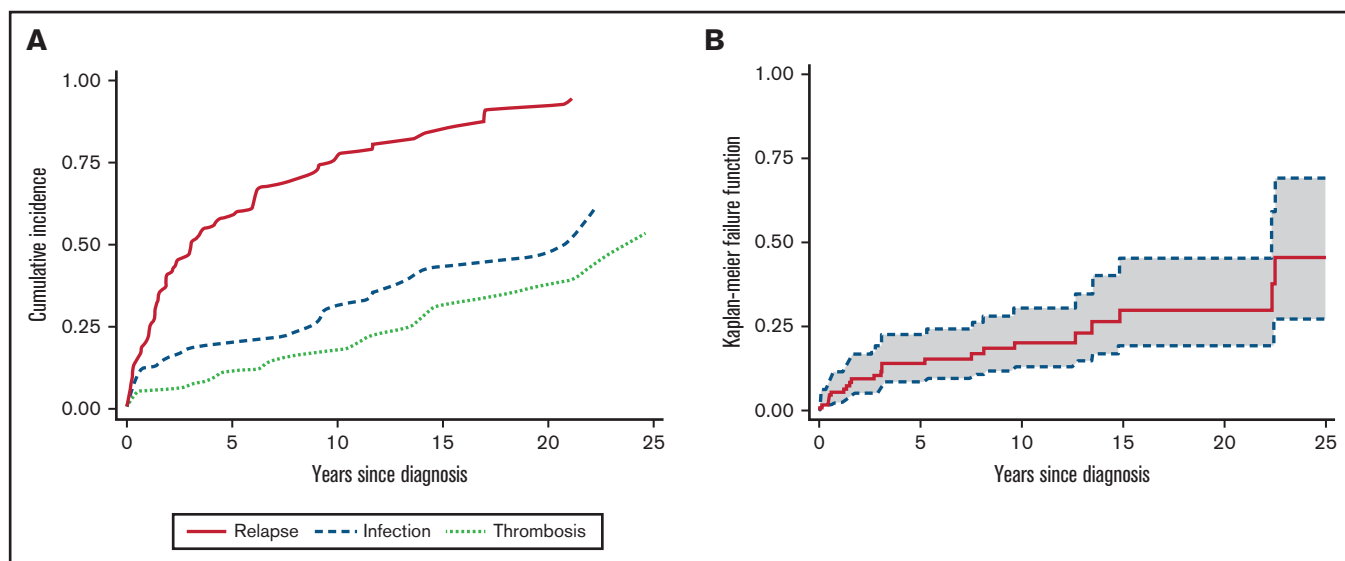 A
Cumulative incidence
1.00
0.75
0.50
0.25
0.00
0 5 10 15 20 25
Years since diagnosis
Relapse Infection Thrombosis
B
Kaplan-meier failure function
1.00
0.75
0.50
0.25
0.00
0 5 10 15 20 25
Years since diagnosis